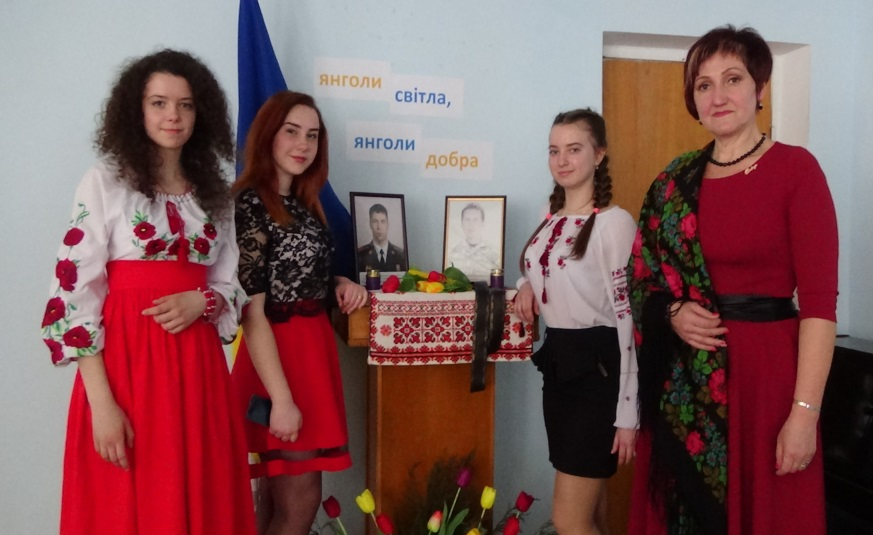 янголи
світла,
янголи
добра